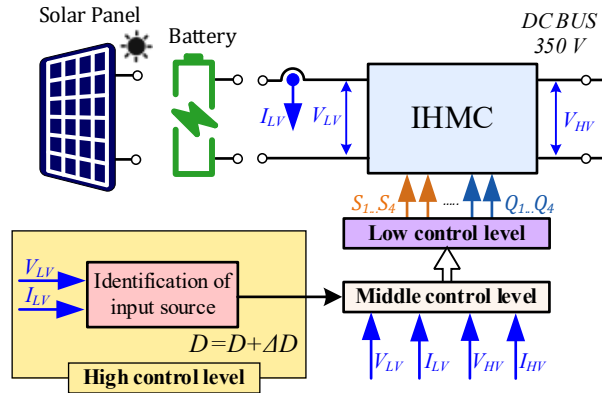 Solar Panel
Battery
DC BUS
350 V
I_LV
V_LV
IHMC
V_HV
S_1...S_4
.....
Q_1...Q_4
Low control level
V_LV
I_LV
Identification of
input source
Middle control level
D=D+ΔD
High control level
V_LV
I_LV
V_HV
I_HV